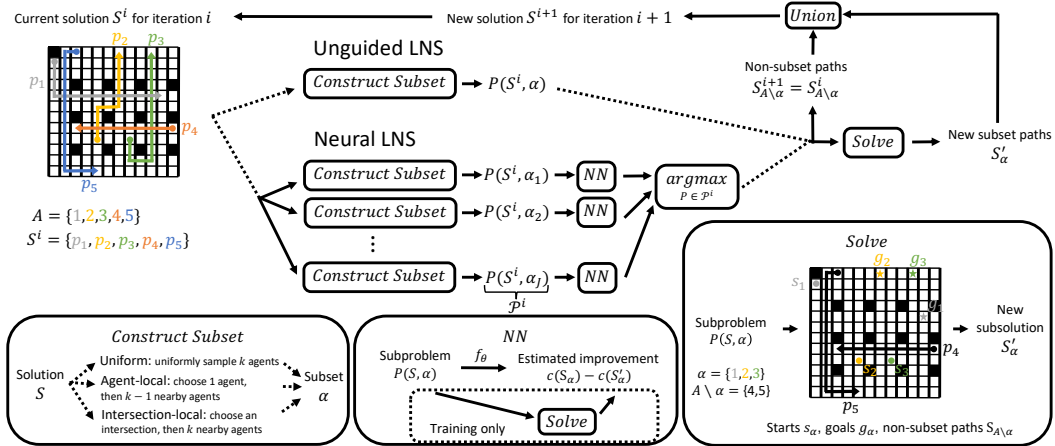 Current solution S^i for iteration i
New solution S^{i+1} for iteration i + 1
Union
p_2 p_3
p_1
p_4
p_5
A = {1,2,3,4,5}
S^i = {p_1, p_2, p_3, p_4, p_5}
Unguided LNS
Construct Subset
P(S^i, α)
Non-subset paths
S^{i+1}_{A\α} = S^i_{A\α}
Solve
New subset paths
S'_α
Neural LNS
Construct Subset
P(S^i, α_1)
NN
Construct Subset
P(S^i, α_2)
NN
⋮
Construct Subset
P(S^i, α_J)
NN
𝒫^i
argmax
P ∈ 𝒫^i
Construct Subset
Solution
S
Uniform: uniformly sample k agents
Agent-local: choose 1 agent,
then k − 1 nearby agents
Intersection-local: choose an
intersection, then k nearby agents
Subset
α
NN
Subproblem
P(S, α)
f_θ
Estimated improvement
c(S_α) − c(S'_α)
Solve
Training only
Solve
g_2 g_3
s_1
g_1
p_4
s_2 s_3
p_5
Subproblem
P(S, α)
α = {1,2,3}
A \ α = {4,5}
New
subsolution
S'_α
Starts s_α, goals g_α, non-subset paths S_{A\α}